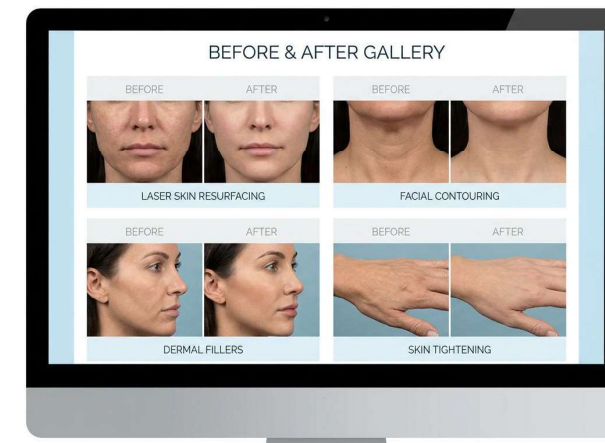 BEFORE & AFTER GALLERY
BEFORE AFTER
LASER SKIN RESURFACING
BEFORE AFTER
FACIAL CONTOURING
BEFORE AFTER
DERMAL FILLERS
BEFORE AFTER
SKIN TIGHTENING